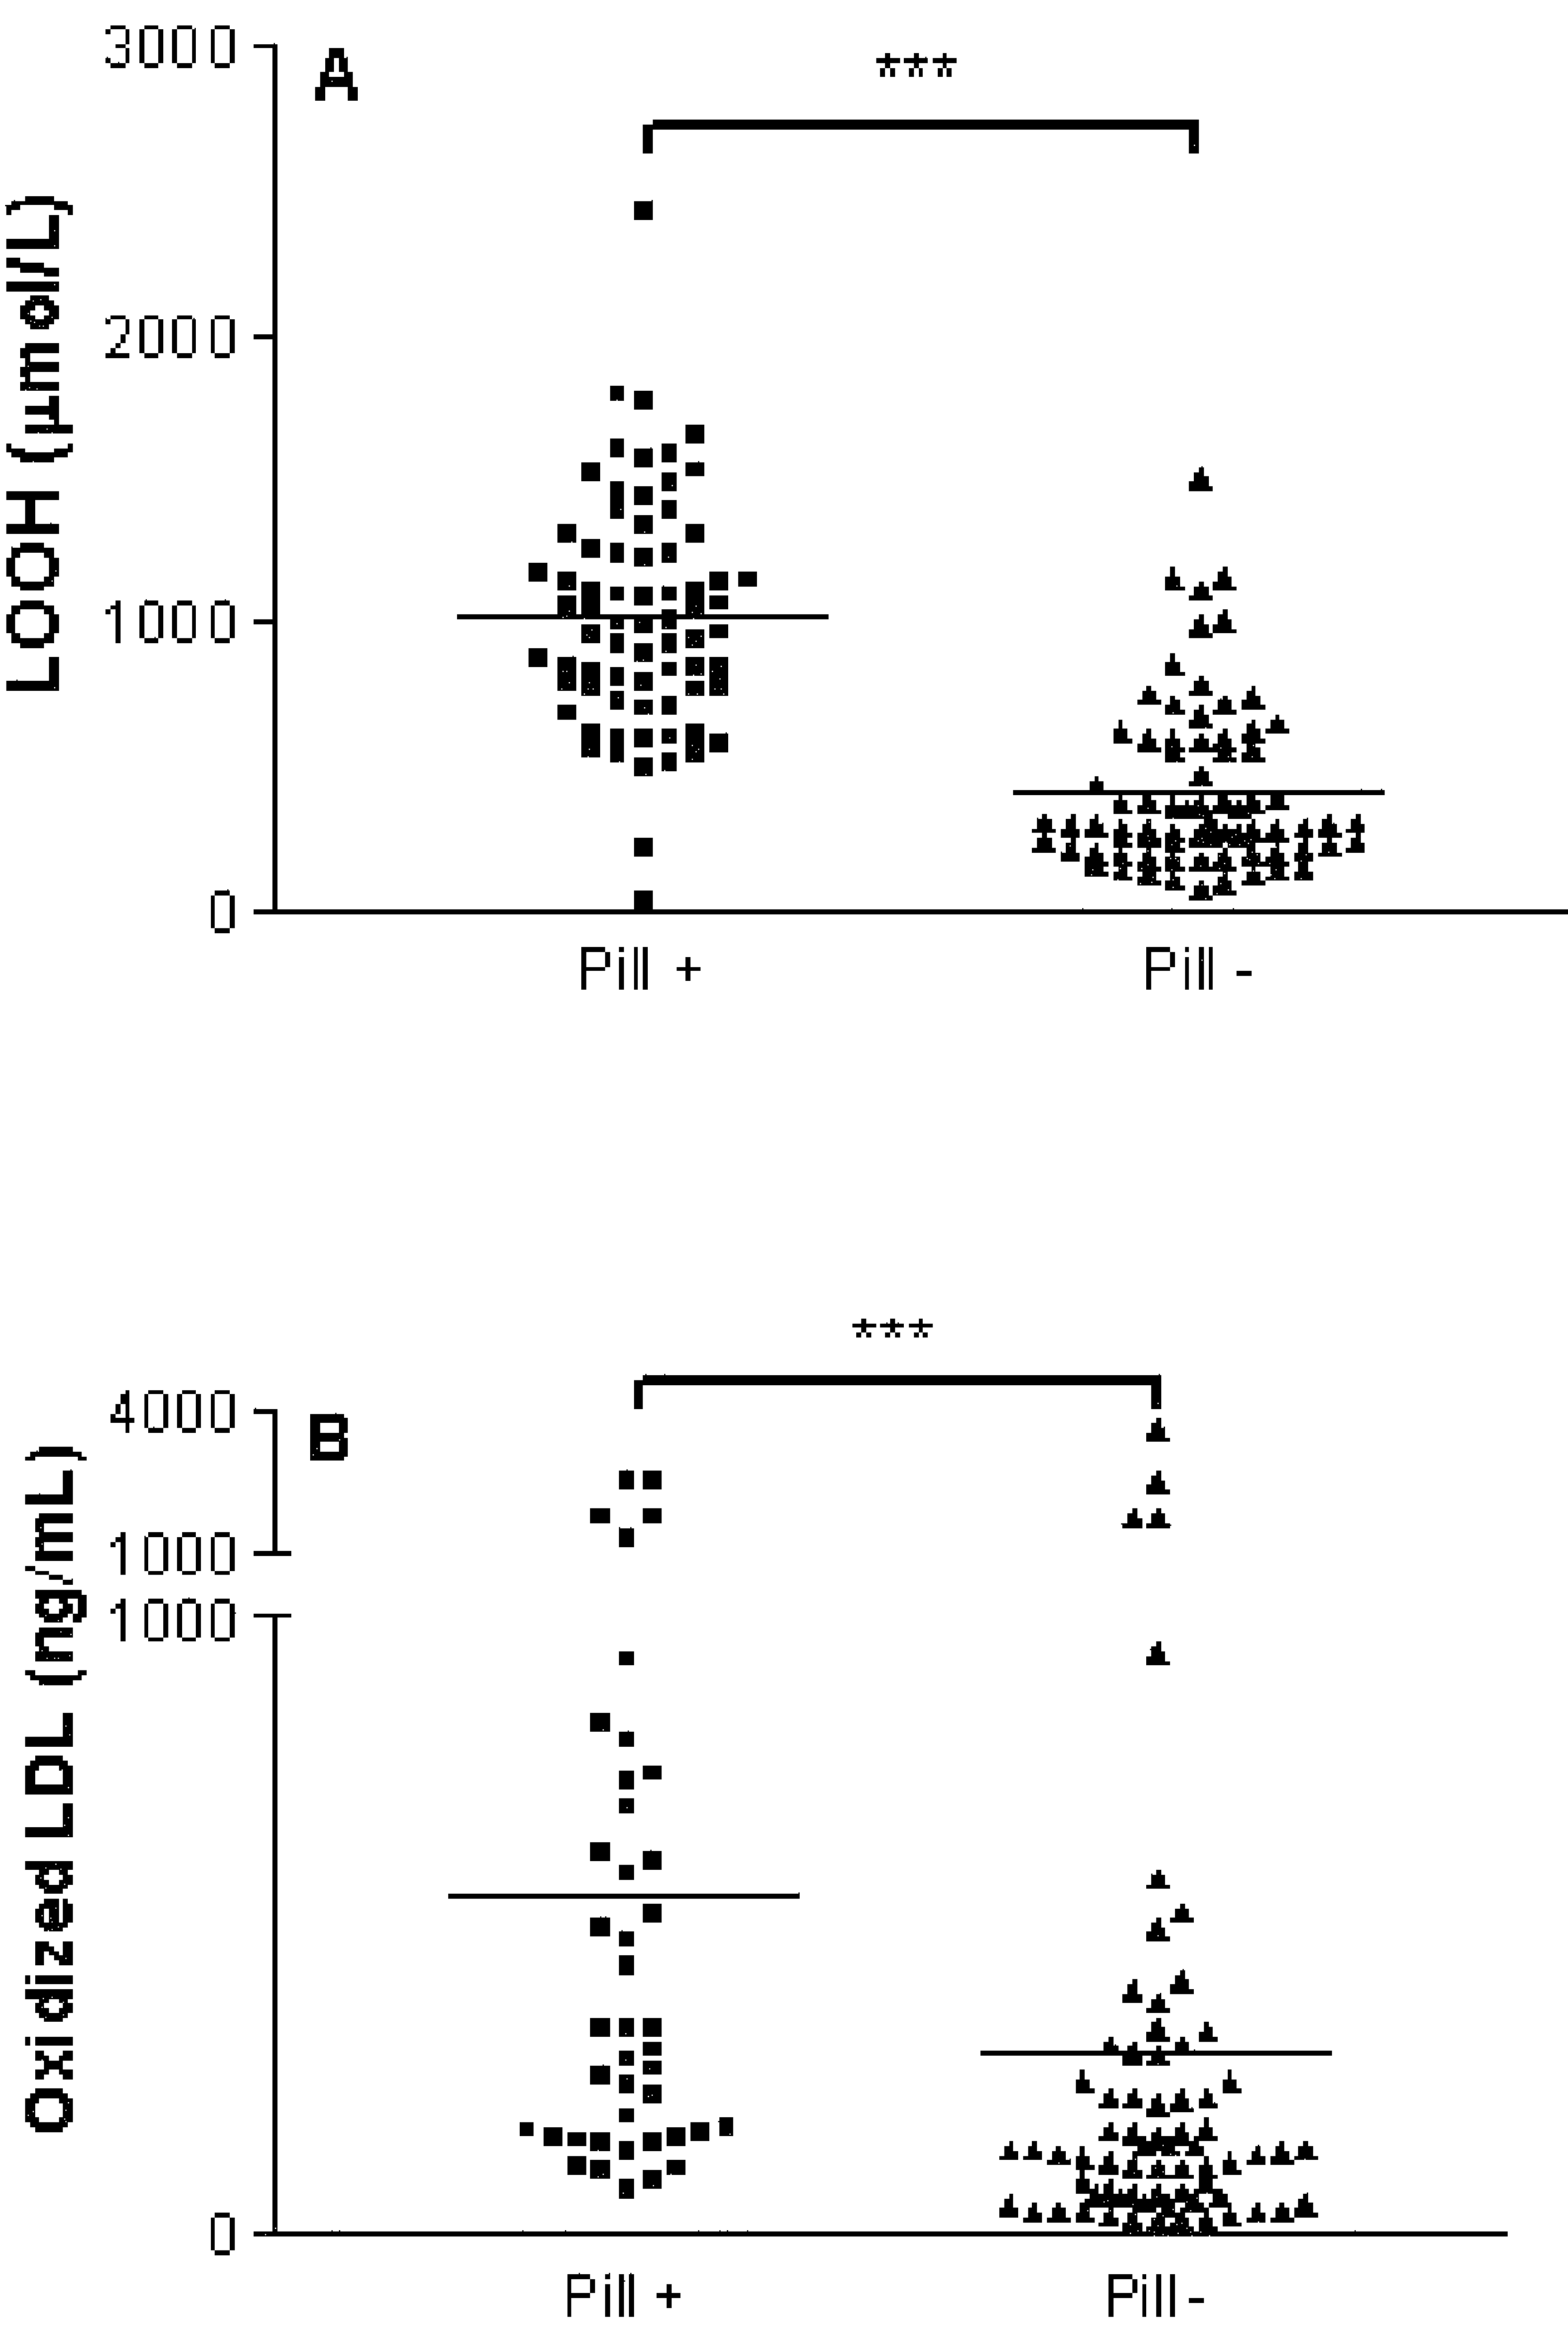 A
***
LOOH (μmol/L)
3000
2000
1000
0
Pill + Pill -
***
B
Oxidized LDL (ng/mL)
4000
1000
1000
0
Pill + Pill -